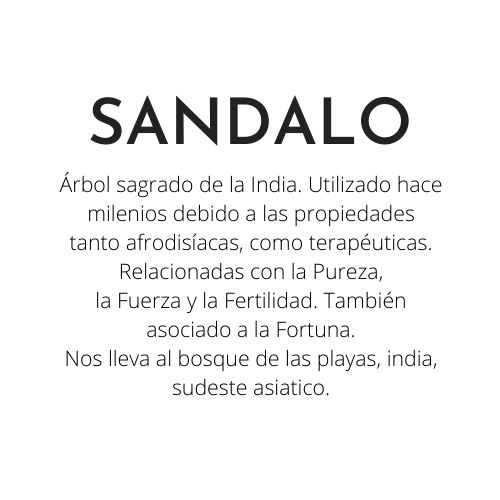 SANDALO
Árbol sagrado de la India. Utilizado hace
milenios debido a las propiedades
tanto afrodisíacas, como terapéuticas.
Relacionadas con la Pureza,
la Fuerza y la Fertilidad. También
asociado a la Fortuna.
Nos lleva al bosque de las playas, india,
sudeste asiatico.